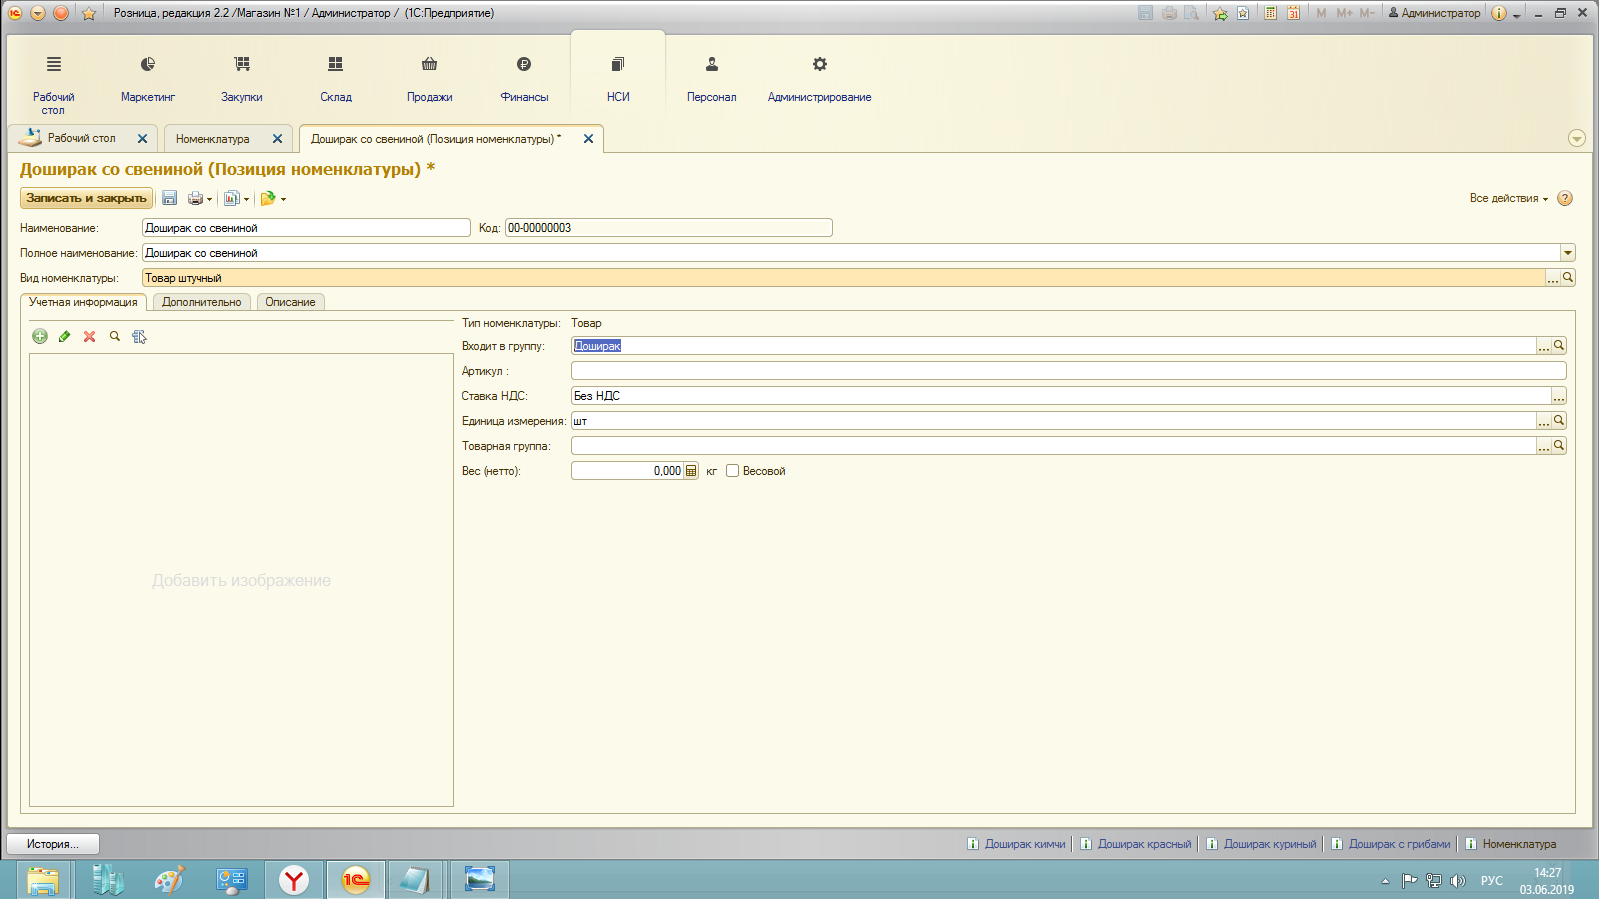 Розница, редакция 2.2 /Магазин №1 / Администратор / (1С:Предприятие)
31 M M+ M- Администратор
Рабочий стол Маркетинг Закупки Склад Продажи Финансы НСИ Персонал Администрирование
Рабочий стол Номенклатура Доширак со свениной (Позиция номенклатуры) *
Доширак со свениной (Позиция номенклатуры) *
Записать и закрыть Все действия ?
Наименование: Доширак со свениной Код: 00-00000003
Полное наименование: Доширак со свениной
Вид номенклатуры: Товар штучный ...
Учетная информация Дополнительно Описание
Тип номенклатуры: Товар
Входит в группу: Доширак ...
Артикул :
Ставка НДС: Без НДС ...
Единица измерения: шт ...
Товарная группа: ...
Вес (нетто): 0,000 кг Весовой
Добавить изображение
История... Доширак кимчи Доширак красный Доширак куриный Доширак с грибами Номенклатура
1С РУС 14:27
03.06.2019